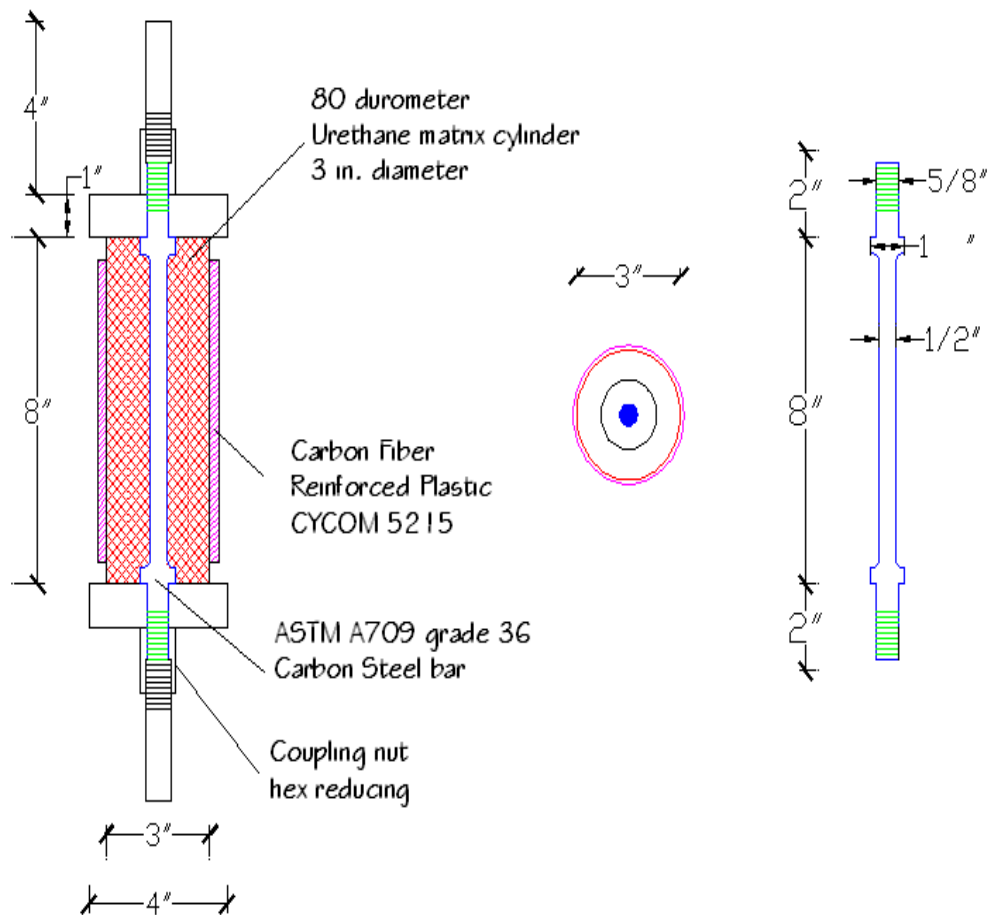 4"
1"
8"
3"
4"
80 durometer
Urethane matrix cylinder
3 in. diameter
Carbon Fiber
Reinforced Plastic
CYCOM 5215
ASTM A709 grade 36
Carbon Steel bar
Coupling nut
hex reducing
3"
2"
5/8"
1 "
1/2"
8"
2"